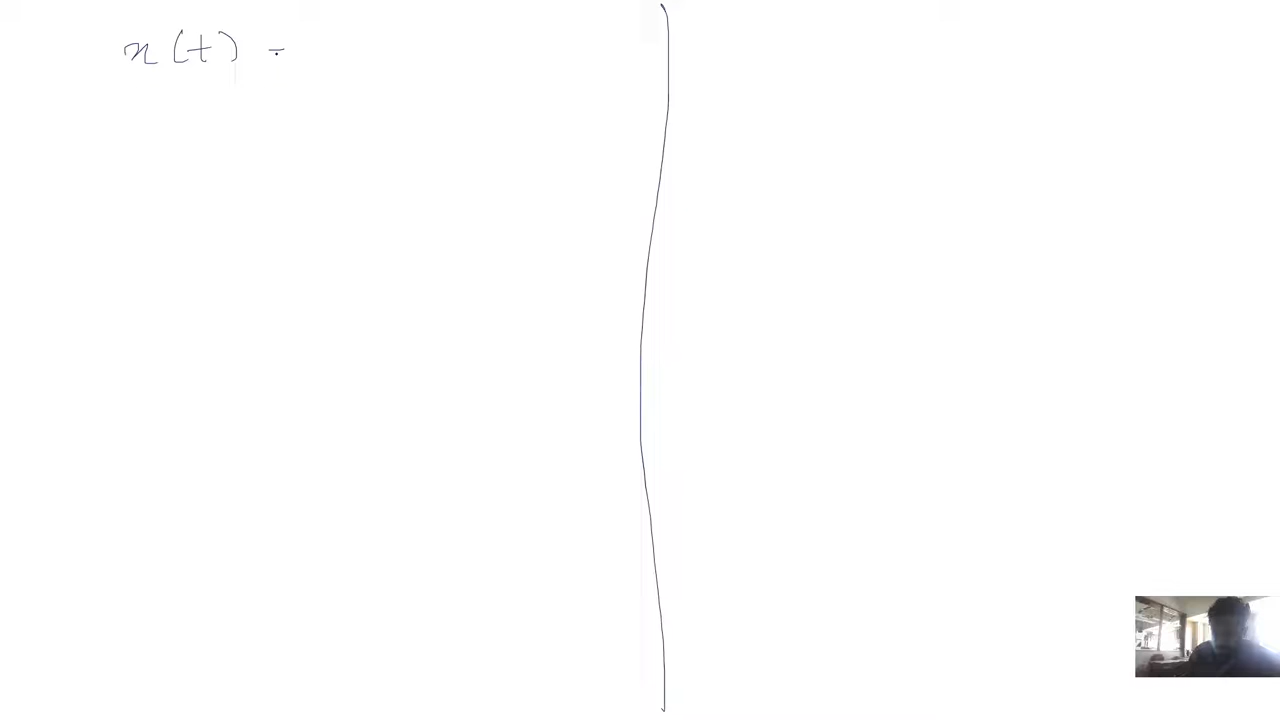 x(t) =